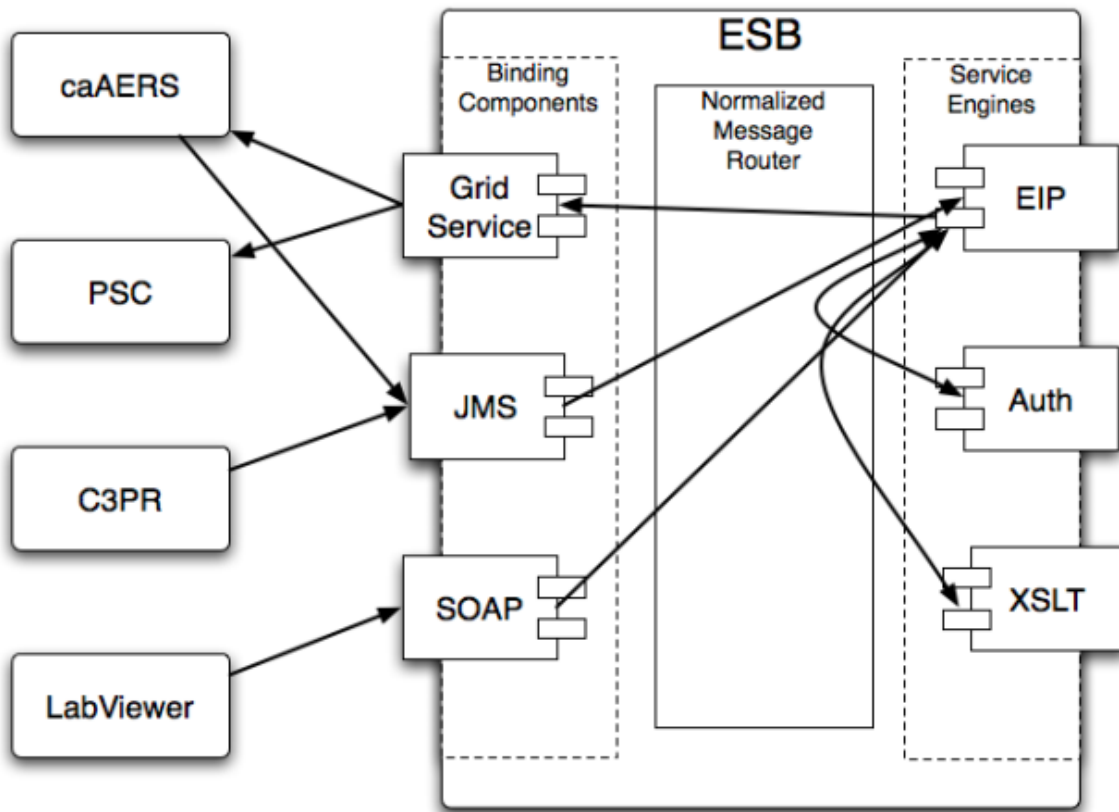 ESB
caAERS
PSC
C3PR
LabViewer
Binding
Components
Grid
Service
JMS
SOAP
Normalized
Message
Router
Service
Engines
EIP
Auth
XSLT